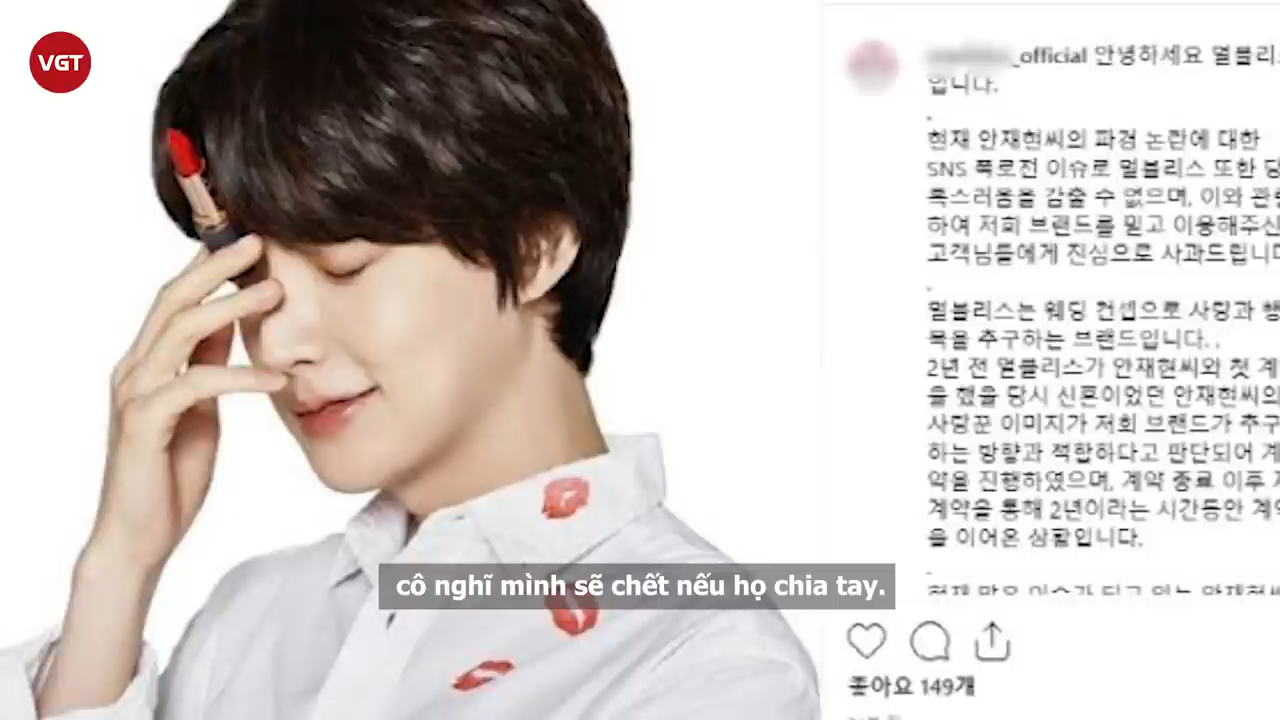 VGT
_official 안녕하세요 멀블리스
입니다.
.
현재 안재현씨의 파경 논란에 대한
SNS 폭로전 이슈로 멀블리스 또한 당
혹스러움을 감출 수 없으며, 이와 관련
하여 저희 브랜드를 믿고 이용해주신
고객님들에게 진심으로 사과드립니다
.
멀블리스는 웨딩 컨셉으로 사랑과 행
복을 추구하는 브랜드입니다. .
2년 전 멀블리스가 안재현씨와 첫 계
을 했을 당시 신혼이었던 안재현씨의
사랑꾼 이미지가 저희 브랜드가 추구
하는 방향과 적합하다고 판단되어 계
약을 진행하였으며, 계약 종료 이후 재
계약을 통해 2년이라는 시간동안 계약
을 이어온 상황입니다.
.
cô nghĩ mình sẽ chết nếu họ chia tay.
좋아요 149개